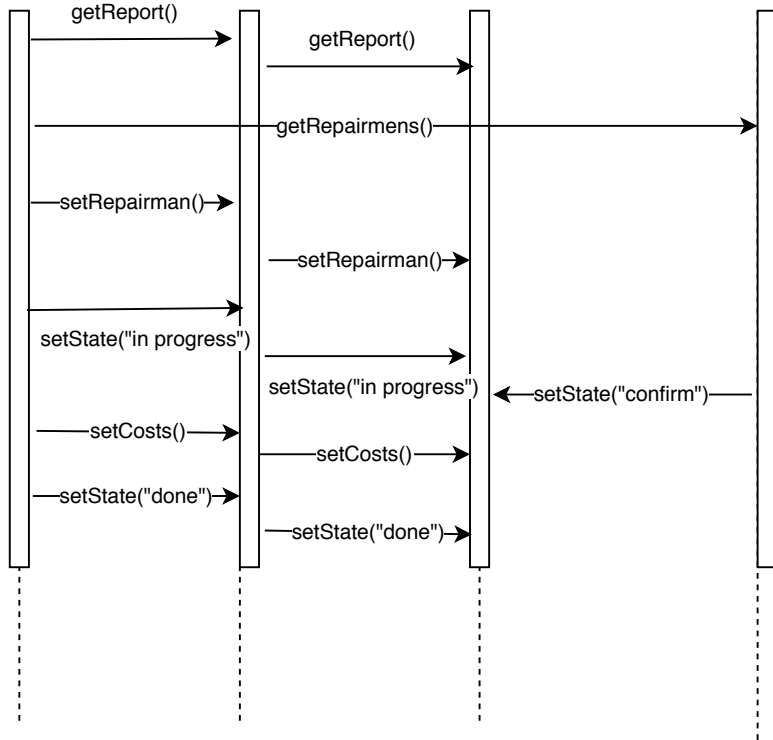 getReport()
getReport()
getRepairmens()
setRepairman()
setRepairman()
setState("in progress")
setState("in progress")
setState("confirm")
setCosts()
setCosts()
setState("done")
setState("done")